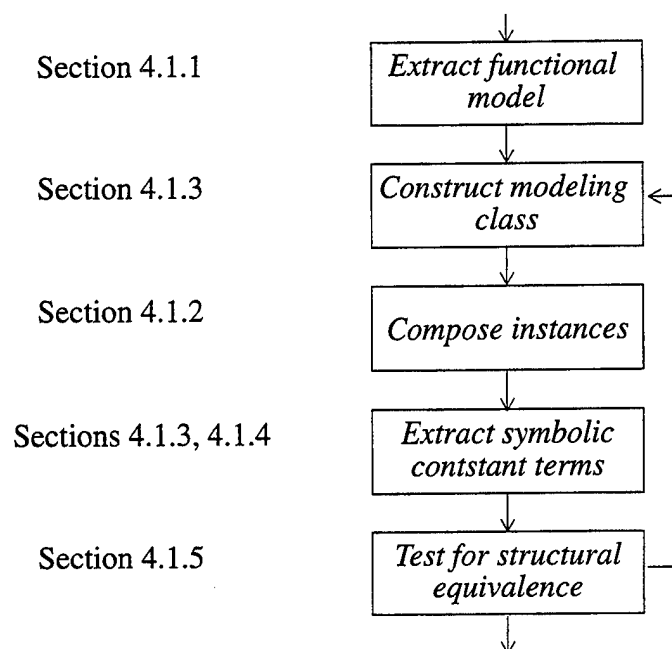 Section 4.1.1
Extract functional
model
Section 4.1.3
Construct modeling
class
Section 4.1.2
Compose instances
Sections 4.1.3, 4.1.4
Extract symbolic
contstant terms
Section 4.1.5
Test for structural
equivalence